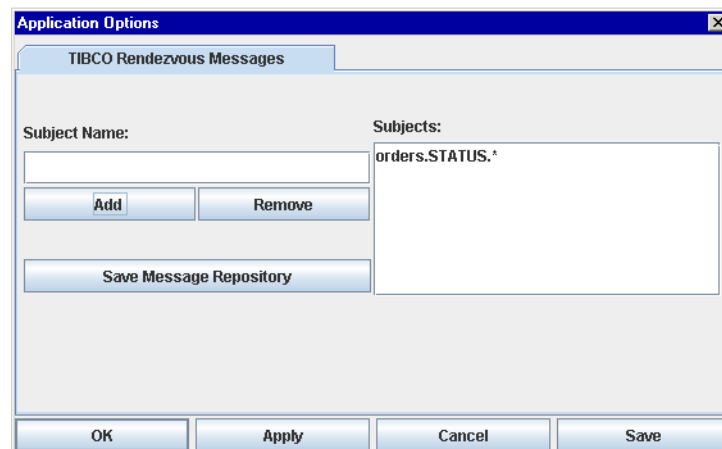 Application Options
TIBCO Rendezvous Messages
Subject Name:
Subjects:
orders.STATUS.*
Add
Remove
Save Message Repository
OK
Apply
Cancel
Save